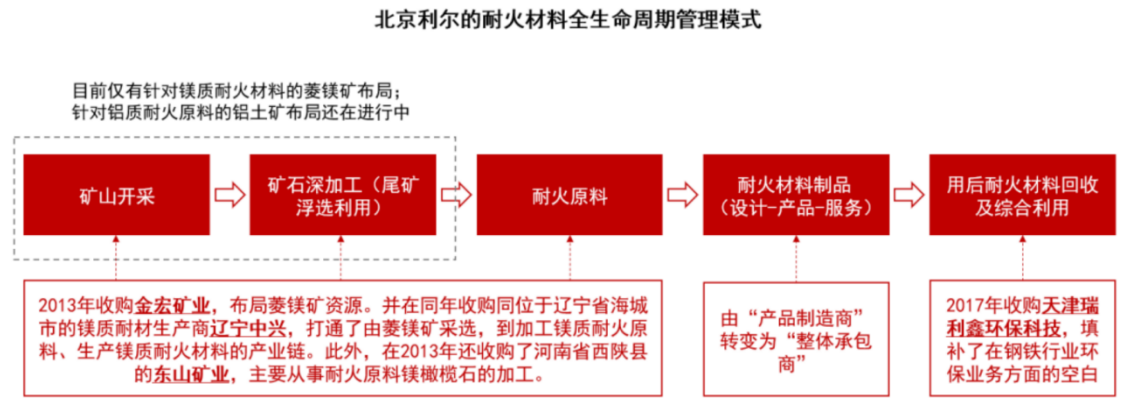 北京利尔的耐火材料全生命周期管理模式
目前仅有针对镁质耐火材料的菱镁矿布局；
针对铝质耐火原料的铝土矿布局还在进行中
矿山开采
矿石深加工（尾矿
浮选利用）
耐火原料
耐火材料制品
（设计-产品-服务）
用后耐火材料回收
及综合利用
2013年收购金宏矿业，布局菱镁矿资源。并在同年收购同位于辽宁省海城
市的镁质耐材生产商辽宁中兴，打通了由菱镁矿采选，到加工镁质耐火原
料、生产镁质耐火材料的产业链。此外，在2013年还收购了河南省西陕县
的东山矿业，主要从事耐火原料镁橄榄石的加工。
由“产品制造商”
转变为“整体承包
商”
2017年收购天津瑞
利鑫环保科技，填
补了在钢铁行业环
保业务方面的空白